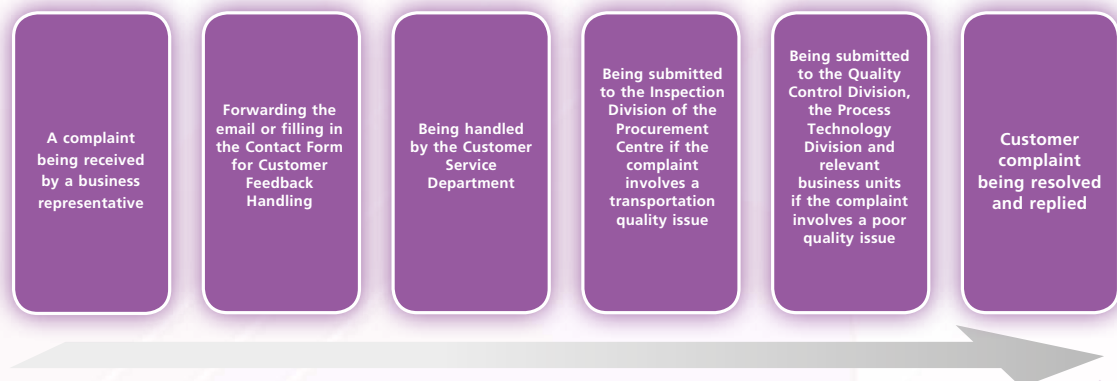 A complaint
being received
by a business
representative
Forwarding the
email or filling in
the Contact Form
for Customer
Feedback
Handling
Being handled
by the Customer
Service
Department
Being submitted
to the Inspection
Division of the
Procurement
Centre if the
complaint
involves a
transportation
quality issue
Being submitted
to the Quality
Control Division,
the Process
Technology
Division and
relevant
business units
if the complaint
involves a poor
quality issue
Customer
complaint
being resolved
and replied